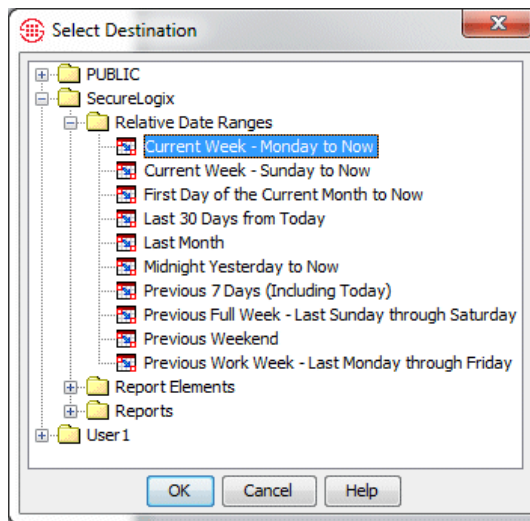 Select Destination
PUBLIC
SecureLogix
Relative Date Ranges
Current Week - Monday to Now
Current Week - Sunday to Now
First Day of the Current Month to Now
Last 30 Days from Today
Last Month
Midnight Yesterday to Now
Previous 7 Days (Including Today)
Previous Full Week - Last Sunday through Saturday
Previous Weekend
Previous Work Week - Last Monday through Friday
Report Elements
Reports
User1
OK Cancel Help